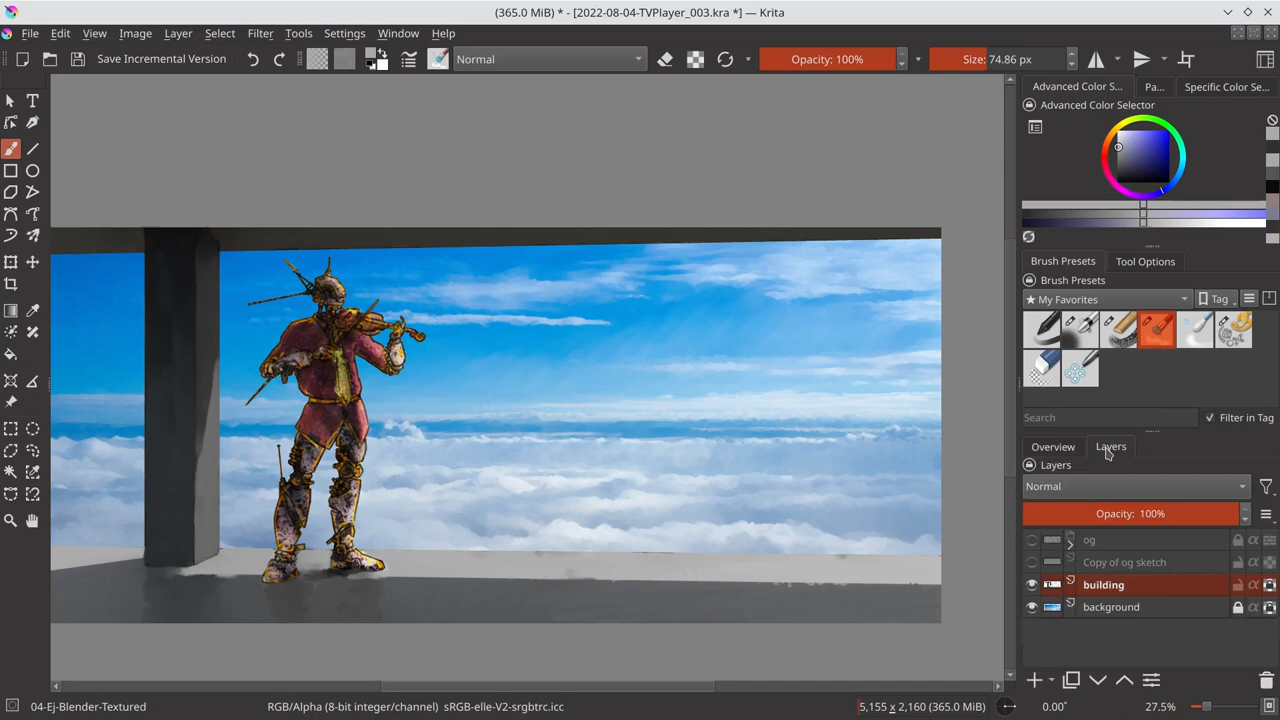 (365.0 MiB) * - [2022-08-04-TVPlayer_003.kra *] — Krita
File Edit View Image Layer Select Filter Tools Settings Window Help
Save Incremental Version
Normal
Opacity: 100%
Size: 74.86 px
Advanced Color S...
Pa...
Specific Color Se...
Advanced Color Selector
Brush Presets
Tool Options
Brush Presets
My Favorites
Tag
Search
Filter in Tag
Overview
Layers
Layers
Normal
Opacity: 100%
og
Copy of og sketch
building
background
04-Ej-Blender-Textured
RGB/Alpha (8-bit integer/channel) sRGB-elle-V2-srgbtrc.icc
5,155 x 2,160 (365.0 MiB)
0.00°
27.5%